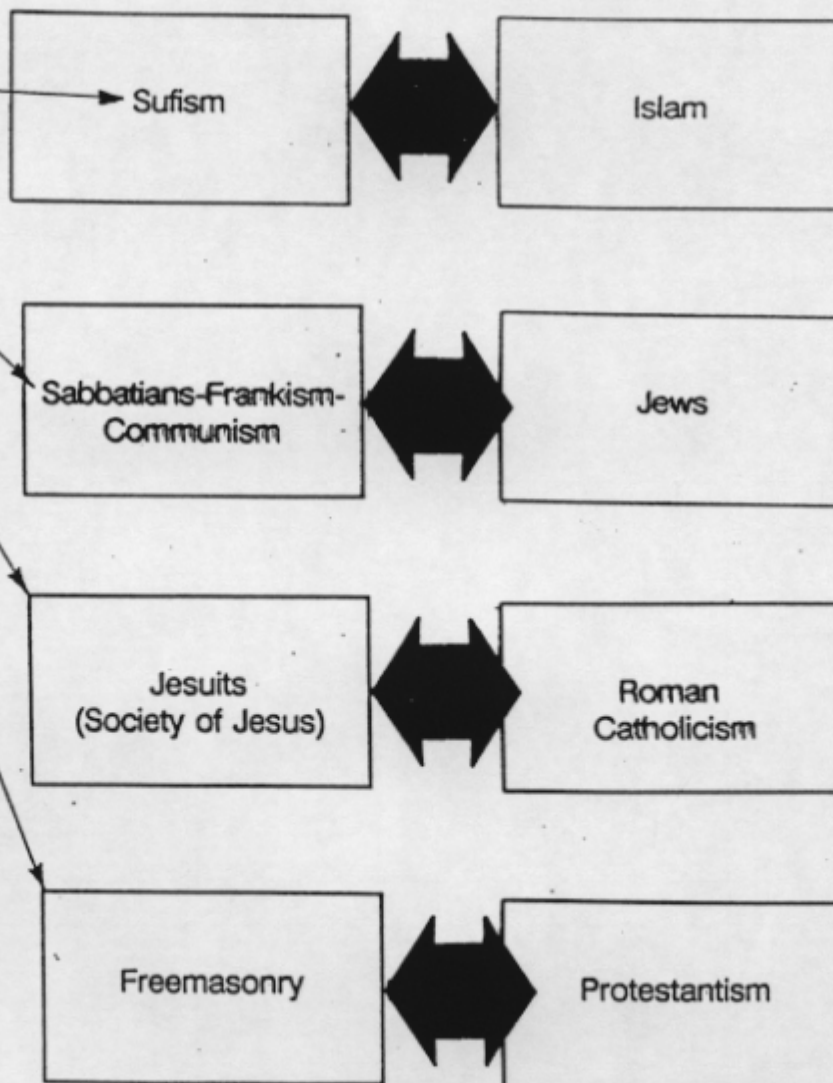 Sufism
Islam
Sabbatians-Frankism-
Communism
Jews
Jesuits
(Society of Jesus)
Roman
Catholicism
Freemasonry
Protestantism